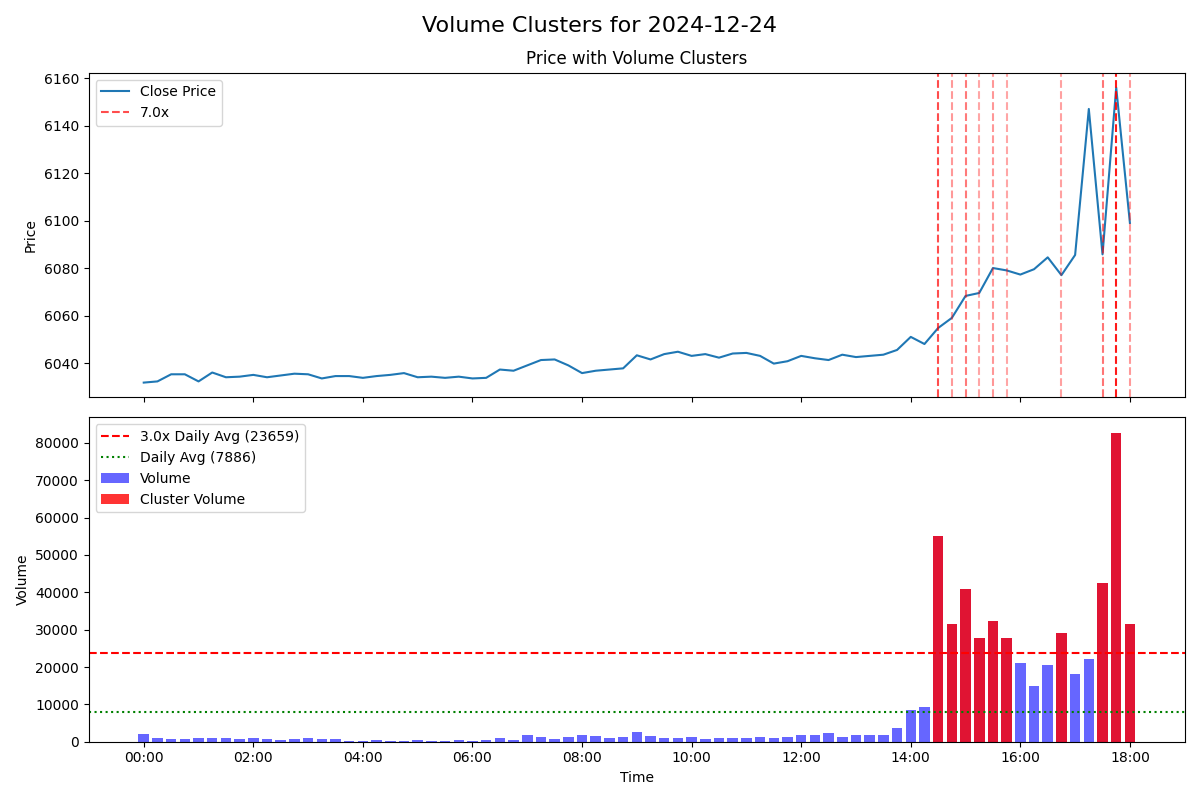 Volume Clusters for 2024-12-24
Price with Volume Clusters
Close Price
7.0x
Price
6160
6140
6120
6100
6080
6060
6040
3.0x Daily Avg (23659)
Daily Avg (7886)
Volume
Cluster Volume
Volume
80000
70000
60000
50000
40000
30000
20000
10000
0
00:00 02:00 04:00 06:00 08:00 10:00 12:00 14:00 16:00 18:00
Time